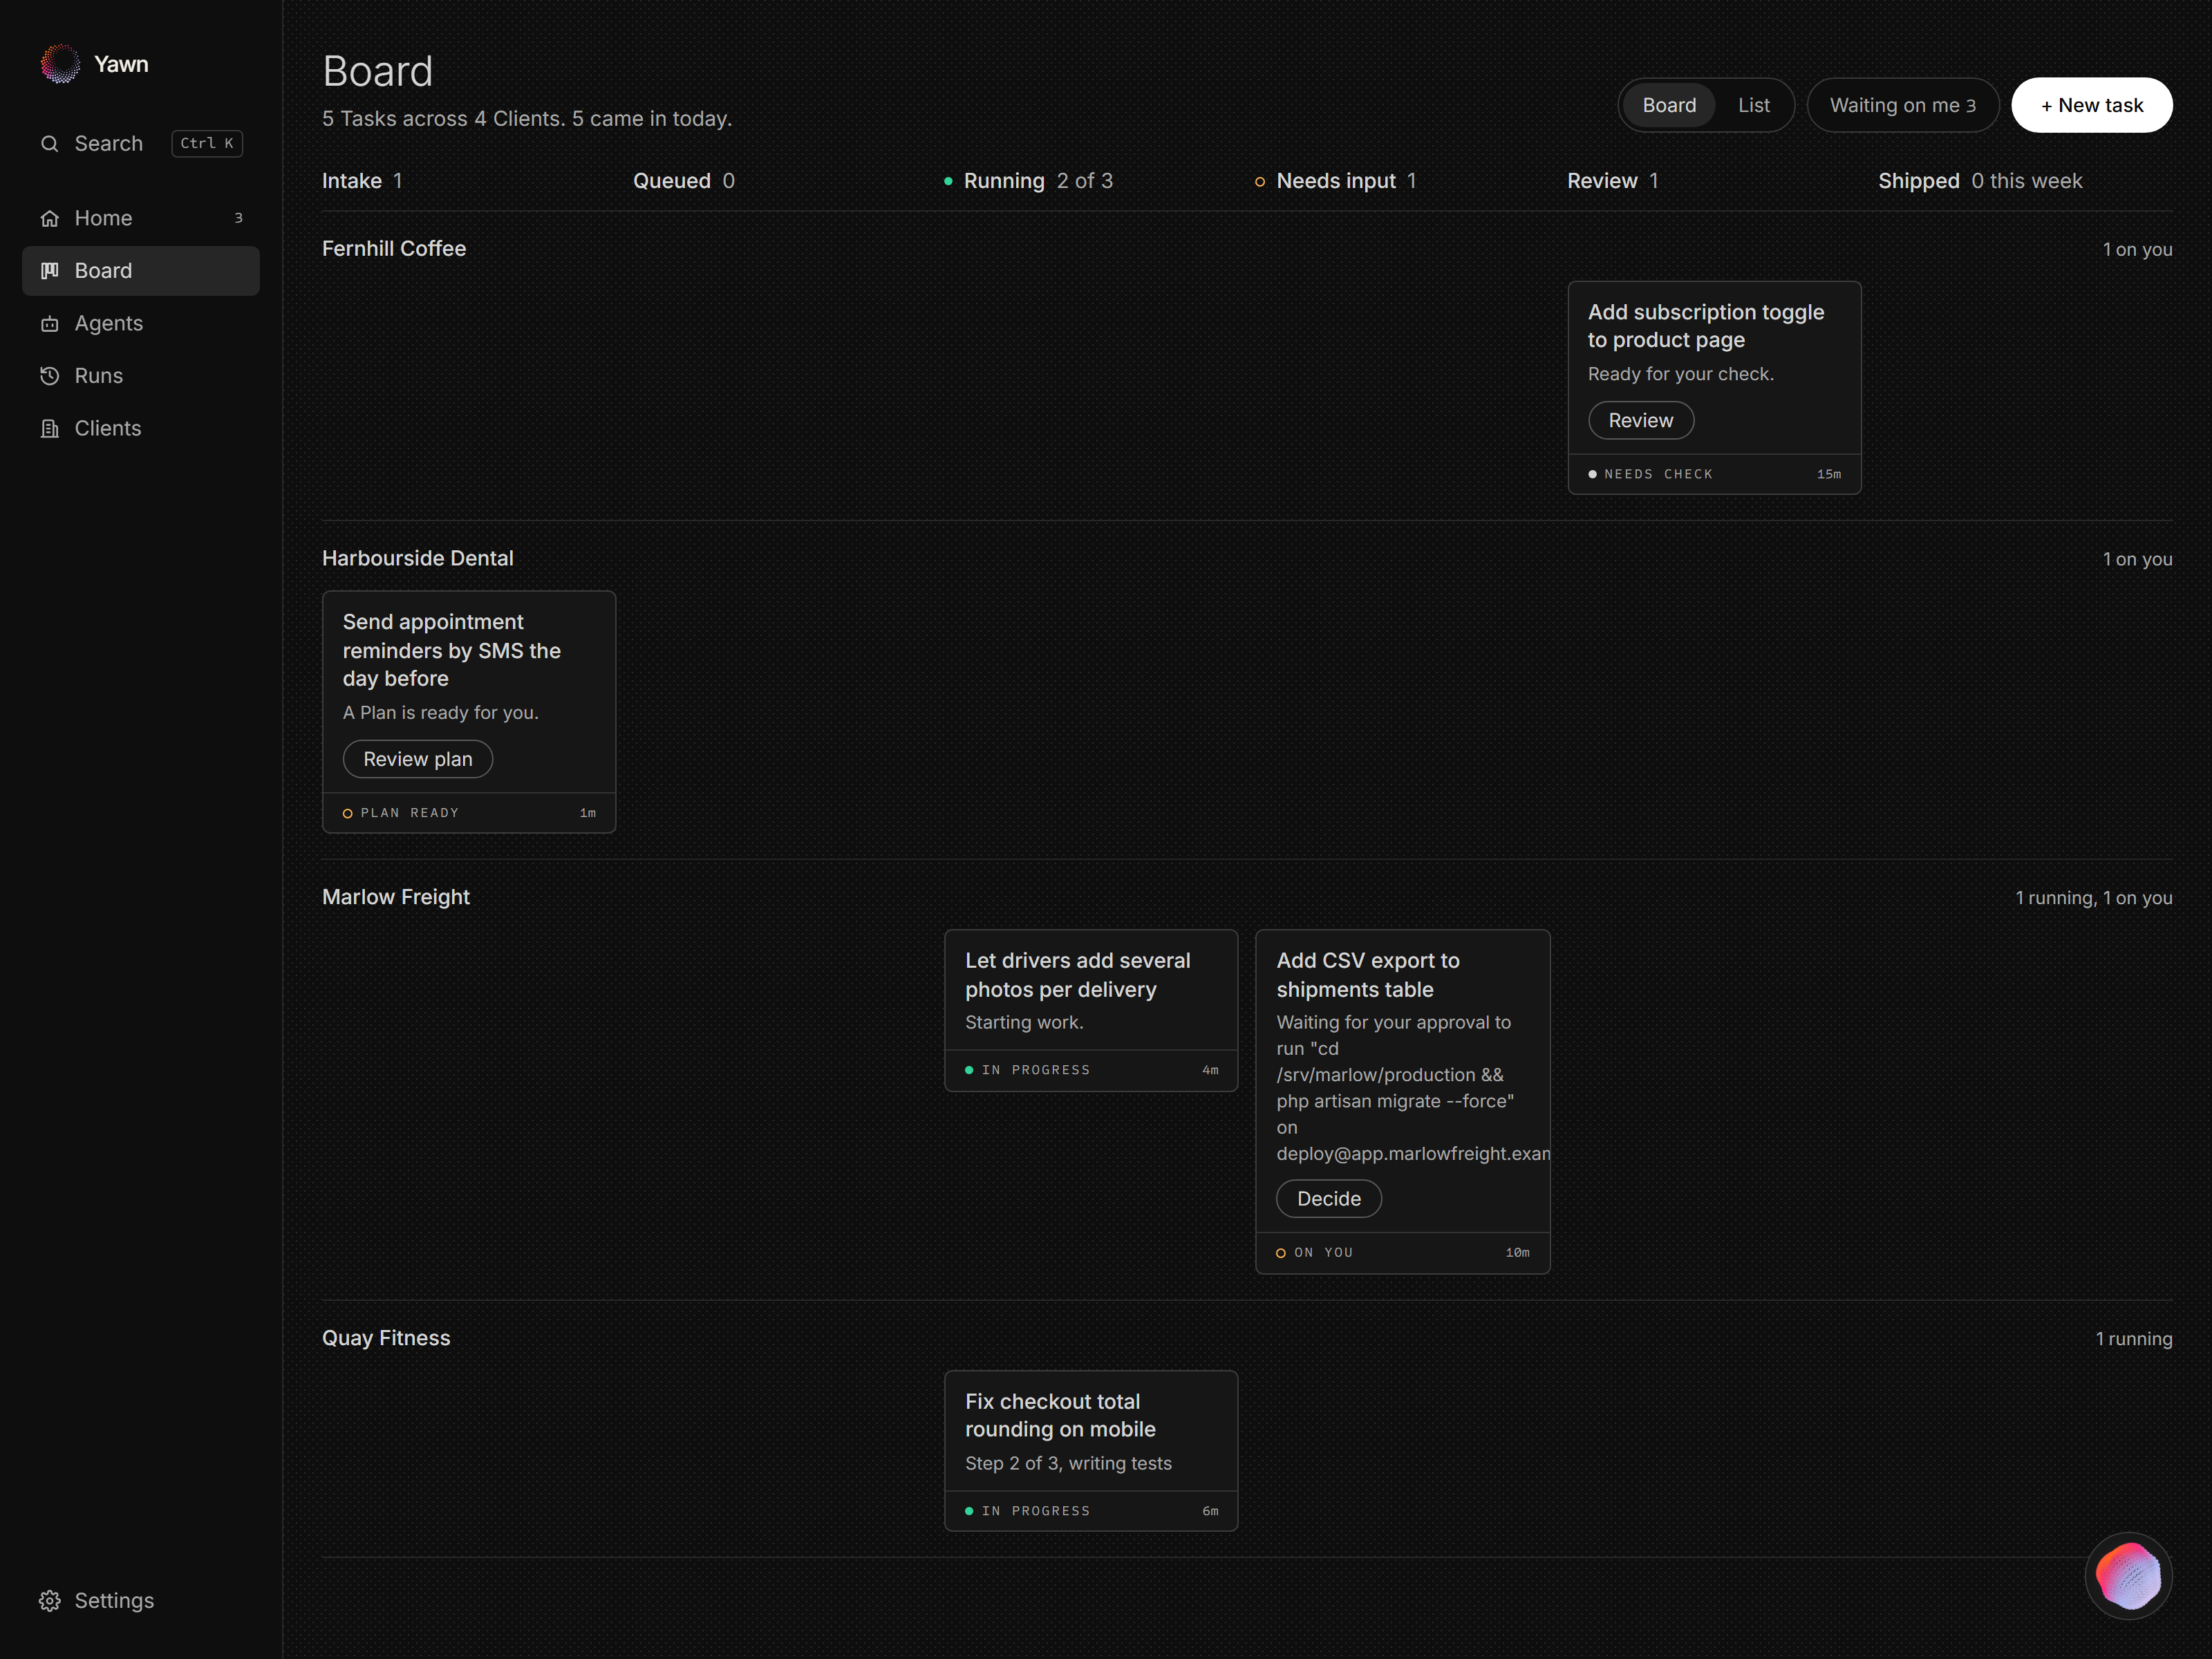 Yawn
Search Ctrl K
Home 3
Board
Agents
Runs
Clients
Settings
Board
5 Tasks across 4 Clients. 5 came in today.
Board List Waiting on me 3 + New task
Intake 1 Queued 0 Running 2 of 3 Needs input 1 Review 1 Shipped 0 this week
Fernhill Coffee 1 on you
Add subscription toggle
to product page
Ready for your check.
Review
NEEDS CHECK 15m
Harbourside Dental 1 on you
Send appointment
reminders by SMS the
day before
A Plan is ready for you.
Review plan
PLAN READY 1m
Marlow Freight 1 running, 1 on you
Let drivers add several
photos per delivery
Starting work.
IN PROGRESS 4m
Add CSV export to
shipments table
Waiting for your approval to
run "cd
/srv/marlow/production &&
php artisan migrate --force"
on
deploy@app.marlowfreight.exam
Decide
ON YOU 10m
Quay Fitness 1 running
Fix checkout total
rounding on mobile
Step 2 of 3, writing tests
IN PROGRESS 6m